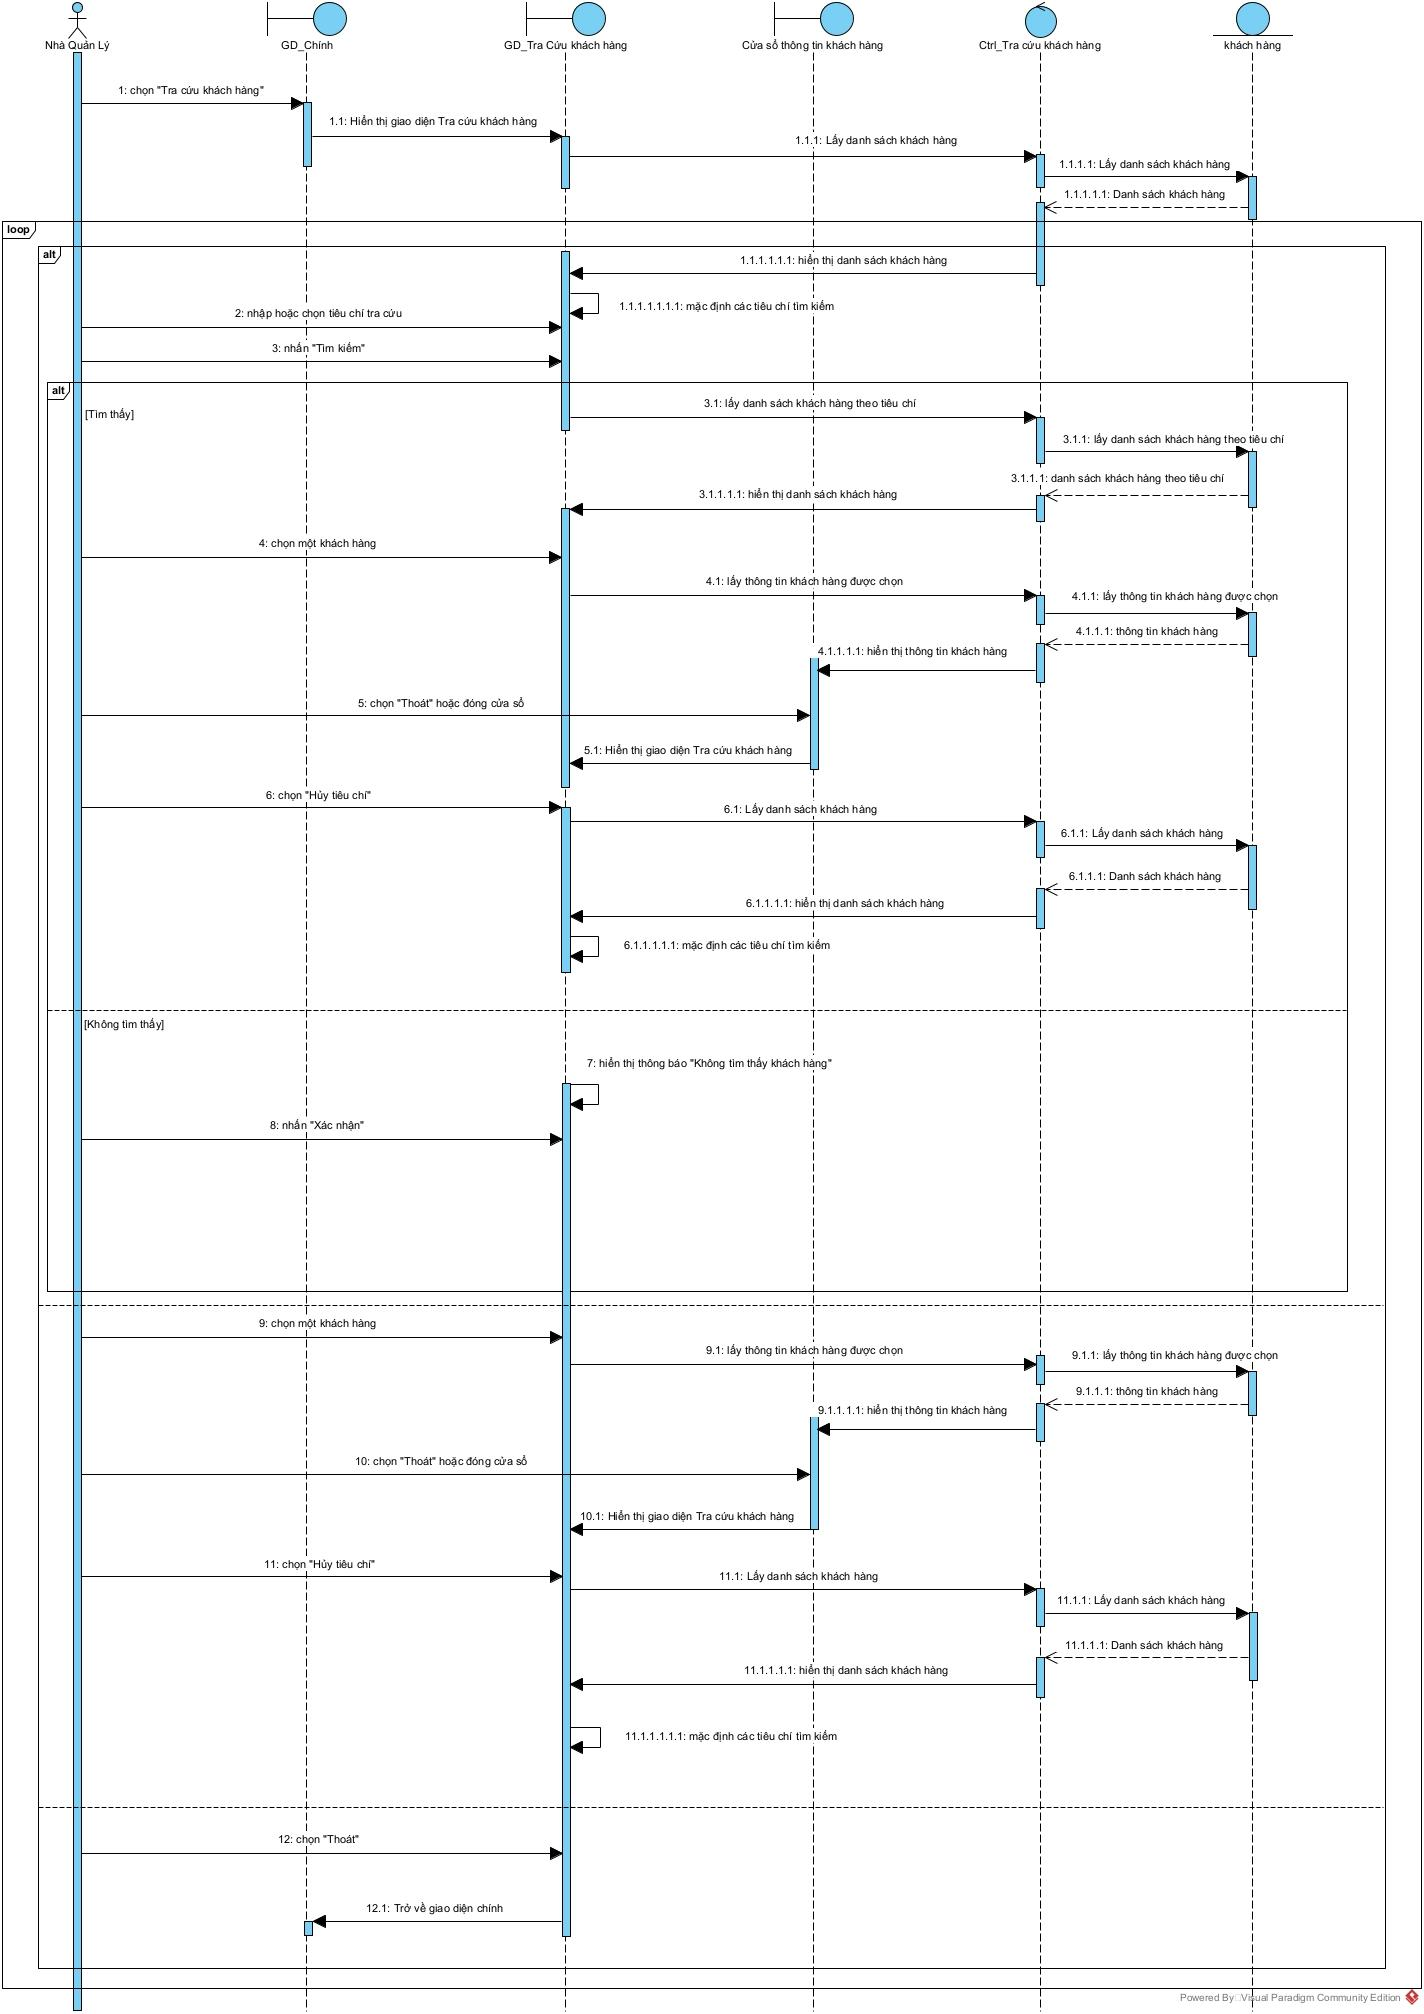 Nhà Quản Lý
GD_Chính
GD_Tra Cứu khách hàng
Cửa sổ thông tin khách hàng
Ctrl_Tra cứu khách hàng
khách hàng
1: chọn "Tra cứu khách hàng"
1.1: Hiển thị giao diện Tra cứu khách hàng
1.1.1: Lấy danh sách khách hàng
1.1.1.1: Lấy danh sách khách hàng
1.1.1.1.1: Danh sách khách hàng
loop
alt
1.1.1.1.1.1: hiển thị danh sách khách hàng
1.1.1.1.1.1.1: mặc định các tiêu chí tìm kiếm
2: nhập hoặc chọn tiêu chí tra cứu
3: nhấn "Tìm kiếm"
alt
[Tìm thấy]
3.1: lấy danh sách khách hàng theo tiêu chí
3.1.1: lấy danh sách khách hàng theo tiêu chí
3.1.1.1: danh sách khách hàng theo tiêu chí
3.1.1.1.1: hiển thị danh sách khách hàng
4: chọn một khách hàng
4.1: lấy thông tin khách hàng được chọn
4.1.1: lấy thông tin khách hàng được chọn
4.1.1.1: thông tin khách hàng
4.1.1.1.1: hiển thị thông tin khách hàng
5: chọn "Thoát" hoặc đóng cửa sổ
5.1: Hiển thị giao diện Tra cứu khách hàng
6: chọn "Hủy tiêu chí"
6.1: Lấy danh sách khách hàng
6.1.1: Lấy danh sách khách hàng
6.1.1.1: Danh sách khách hàng
6.1.1.1.1: hiển thị danh sách khách hàng
6.1.1.1.1.1: mặc định các tiêu chí tìm kiếm
[Không tìm thấy]
7: hiển thị thông báo "Không tìm thấy khách hàng"
8: nhấn "Xác nhận"
9: chọn một khách hàng
9.1: lấy thông tin khách hàng được chọn
9.1.1: lấy thông tin khách hàng được chọn
9.1.1.1: thông tin khách hàng
9.1.1.1.1: hiển thị thông tin khách hàng
10: chọn "Thoát" hoặc đóng cửa sổ
10.1: Hiển thị giao diện Tra cứu khách hàng
11: chọn "Hủy tiêu chí"
11.1: Lấy danh sách khách hàng
11.1.1: Lấy danh sách khách hàng
11.1.1.1: Danh sách khách hàng
11.1.1.1.1: hiển thị danh sách khách hàng
11.1.1.1.1.1: mặc định các tiêu chí tìm kiếm
12: chọn "Thoát"
12.1: Trở về giao diện chính
Powered By Visual Paradigm Community Edition